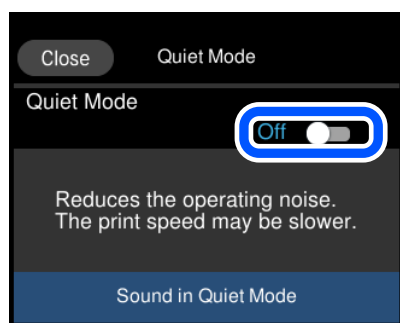 Close
Quiet Mode
Quiet Mode
Off
Reduces the operating noise.
The print speed may be slower.
Sound in Quiet Mode